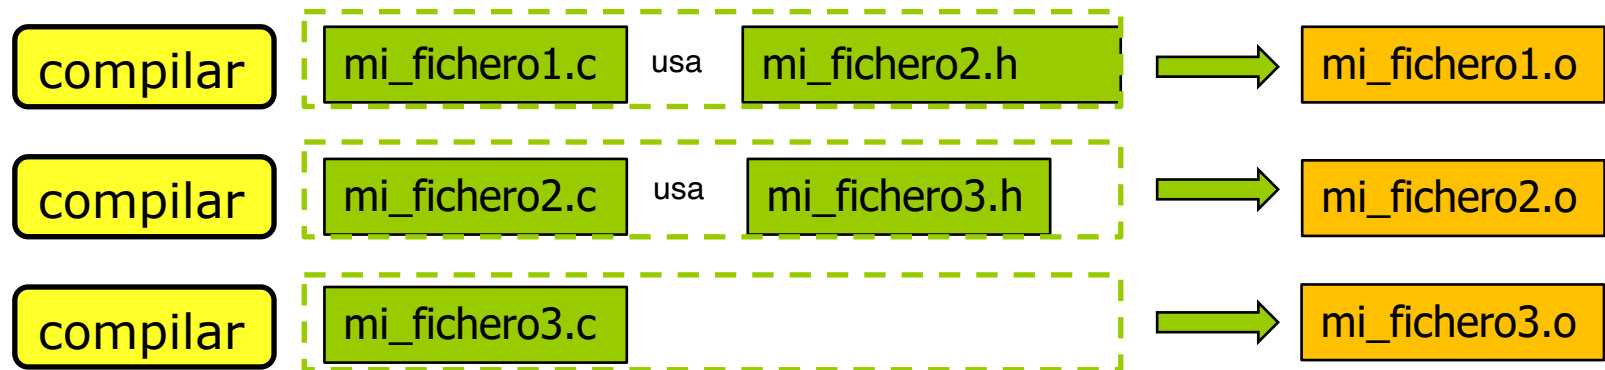 compilar mi_fichero1.c usa mi_fichero2.h mi_fichero1.o
compilar mi_fichero2.c usa mi_fichero3.h mi_fichero2.o
compilar mi_fichero3.c mi_fichero3.o